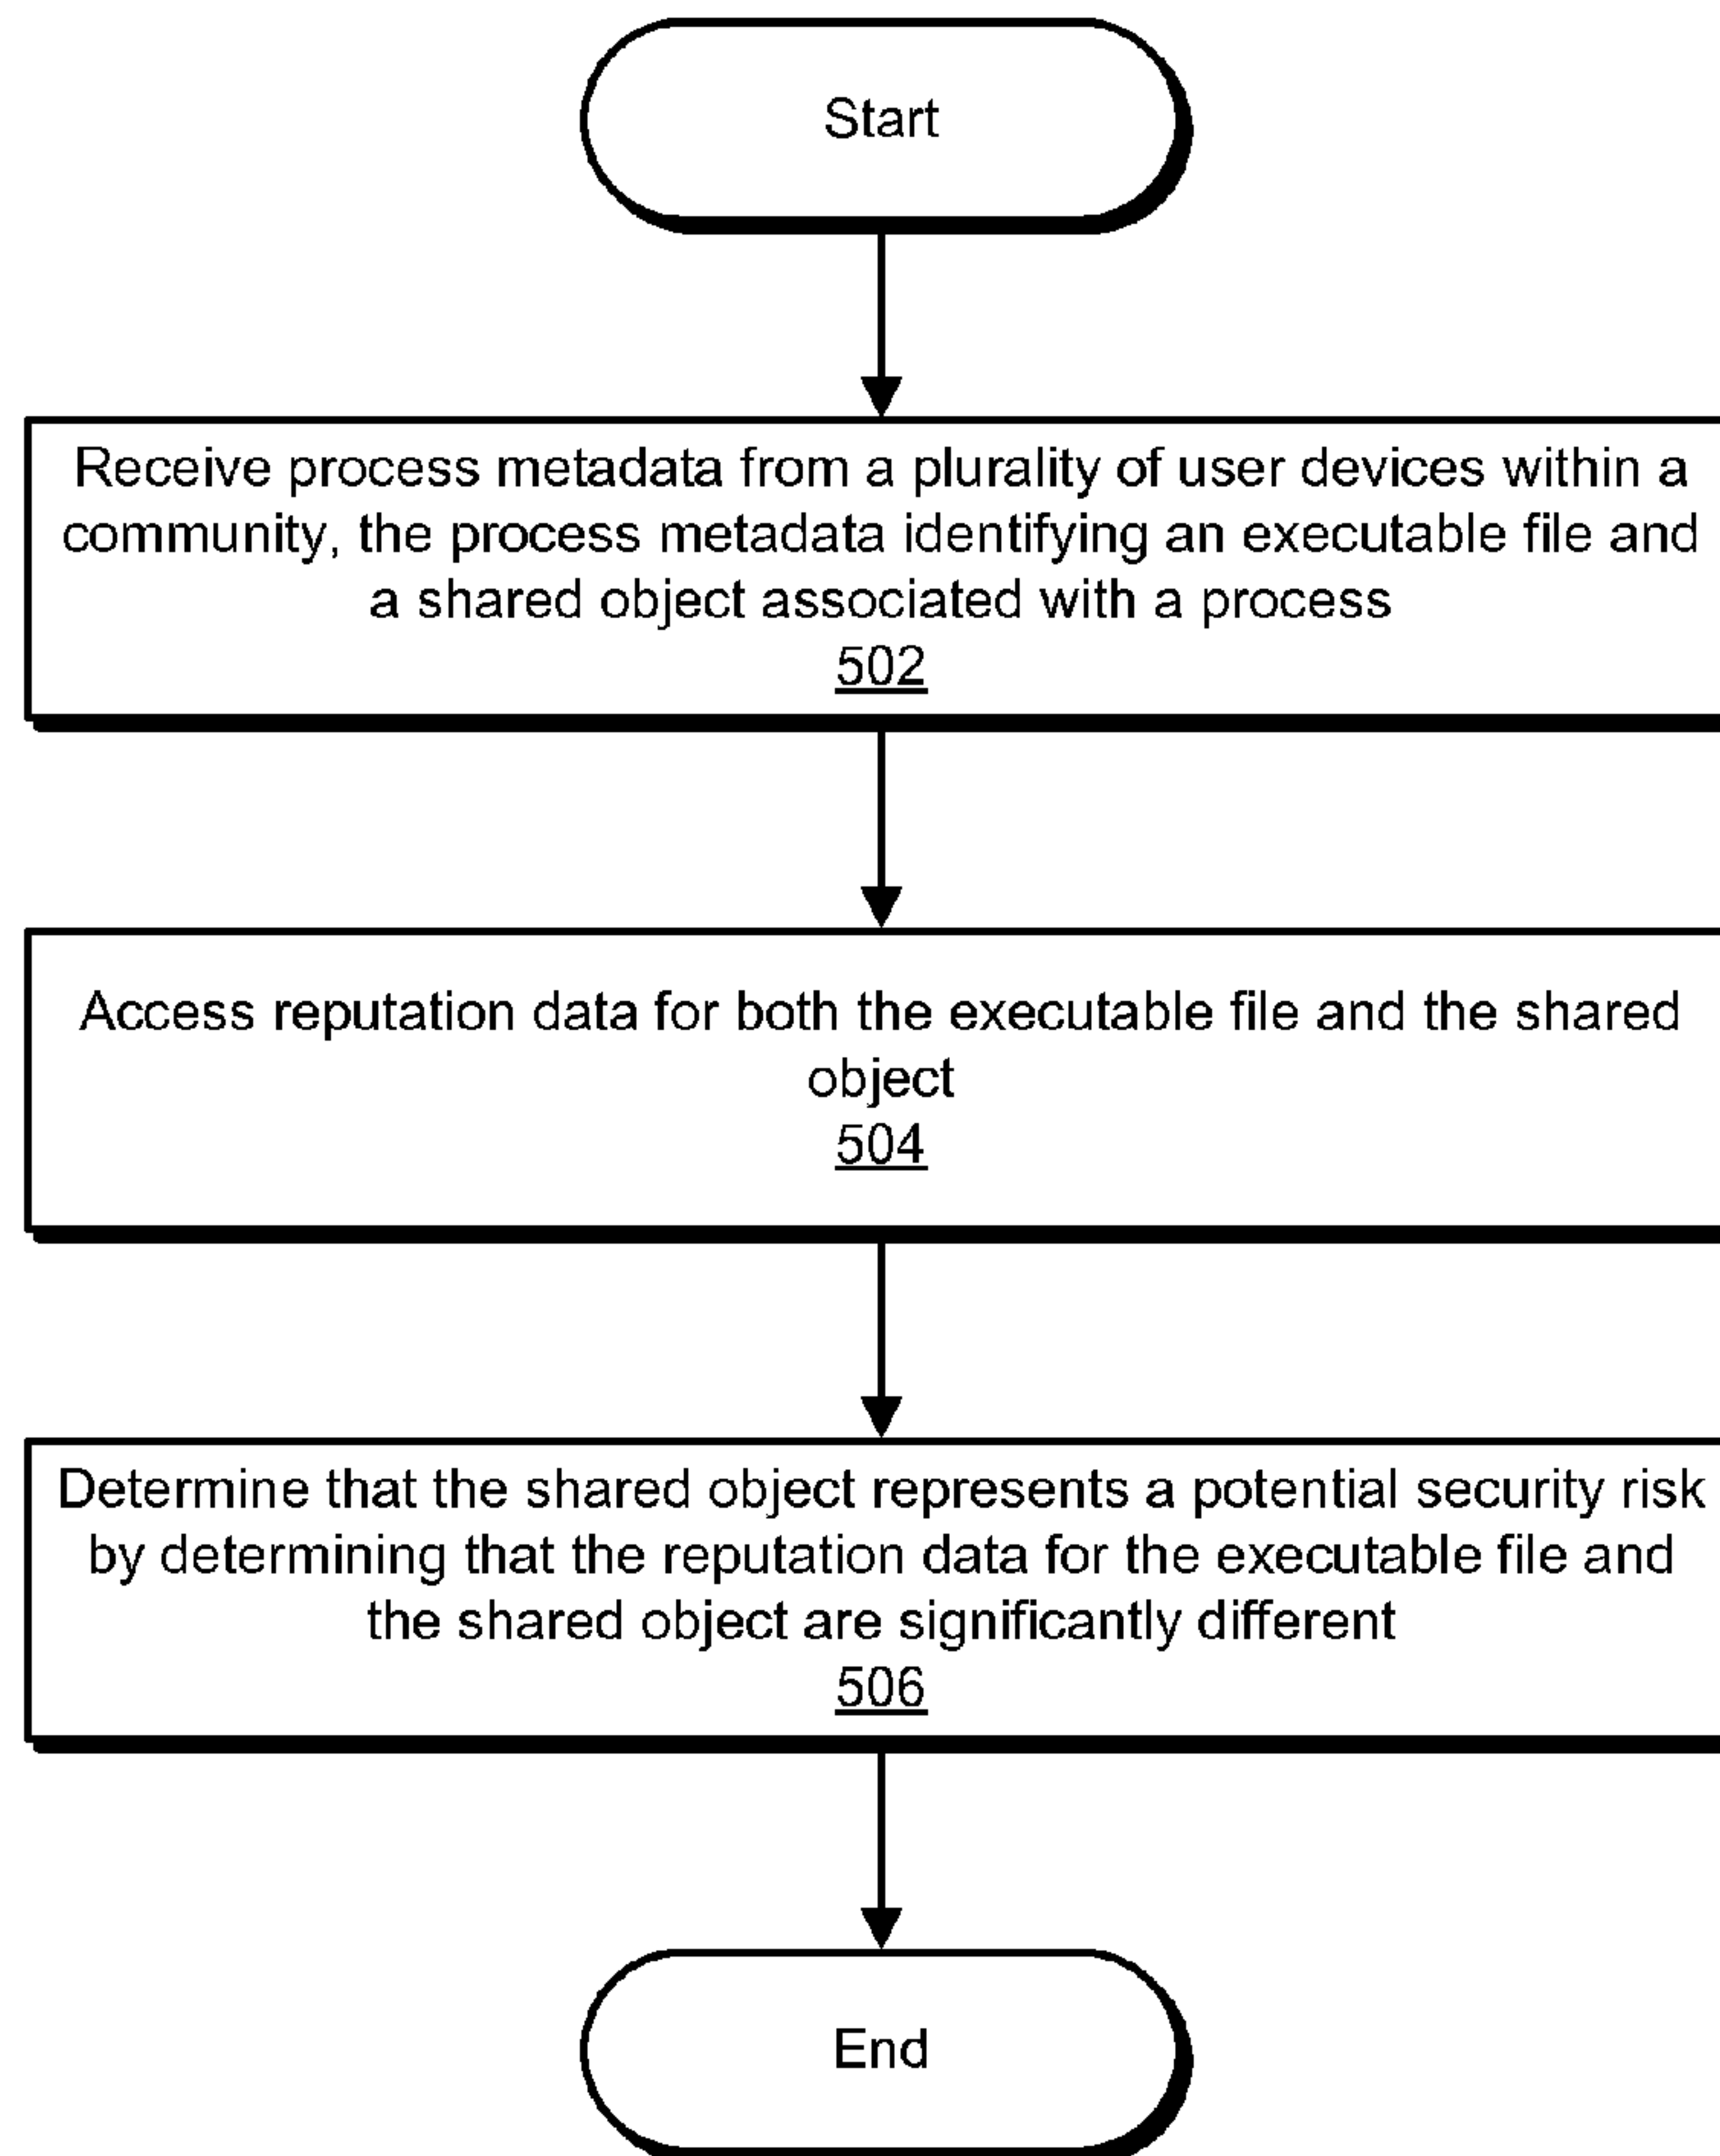 Start
Receive process metadata from a plurality of user devices within a
community, the process metadata identifying an executable file and
a shared object associated with a process
502
Access reputation data for both the executable file and the shared
object
504
Determine that the shared object represents a potential security risk
by determining that the reputation data for the executable file and
the shared object are significantly different
506
End